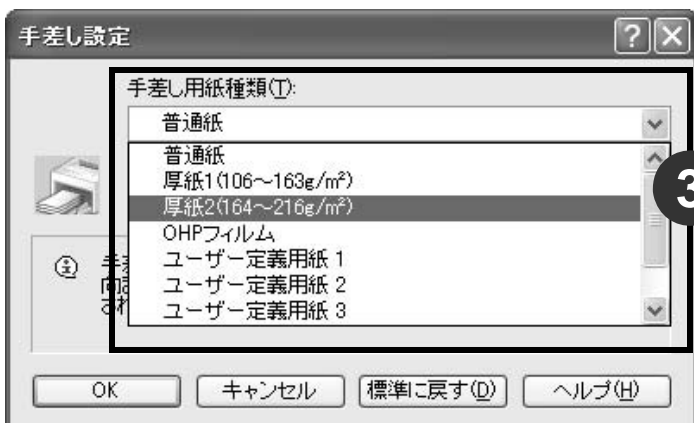 手差し設定
手差し用紙種類(T):
普通紙
普通紙
厚紙1(106～163g/m²)
厚紙2(164～216g/m²)
OHPフィルム
ユーザー定義用紙 1
ユーザー定義用紙 2
ユーザー定義用紙 3
3
OK
キャンセル
標準に戻す(D)
ヘルプ(H)